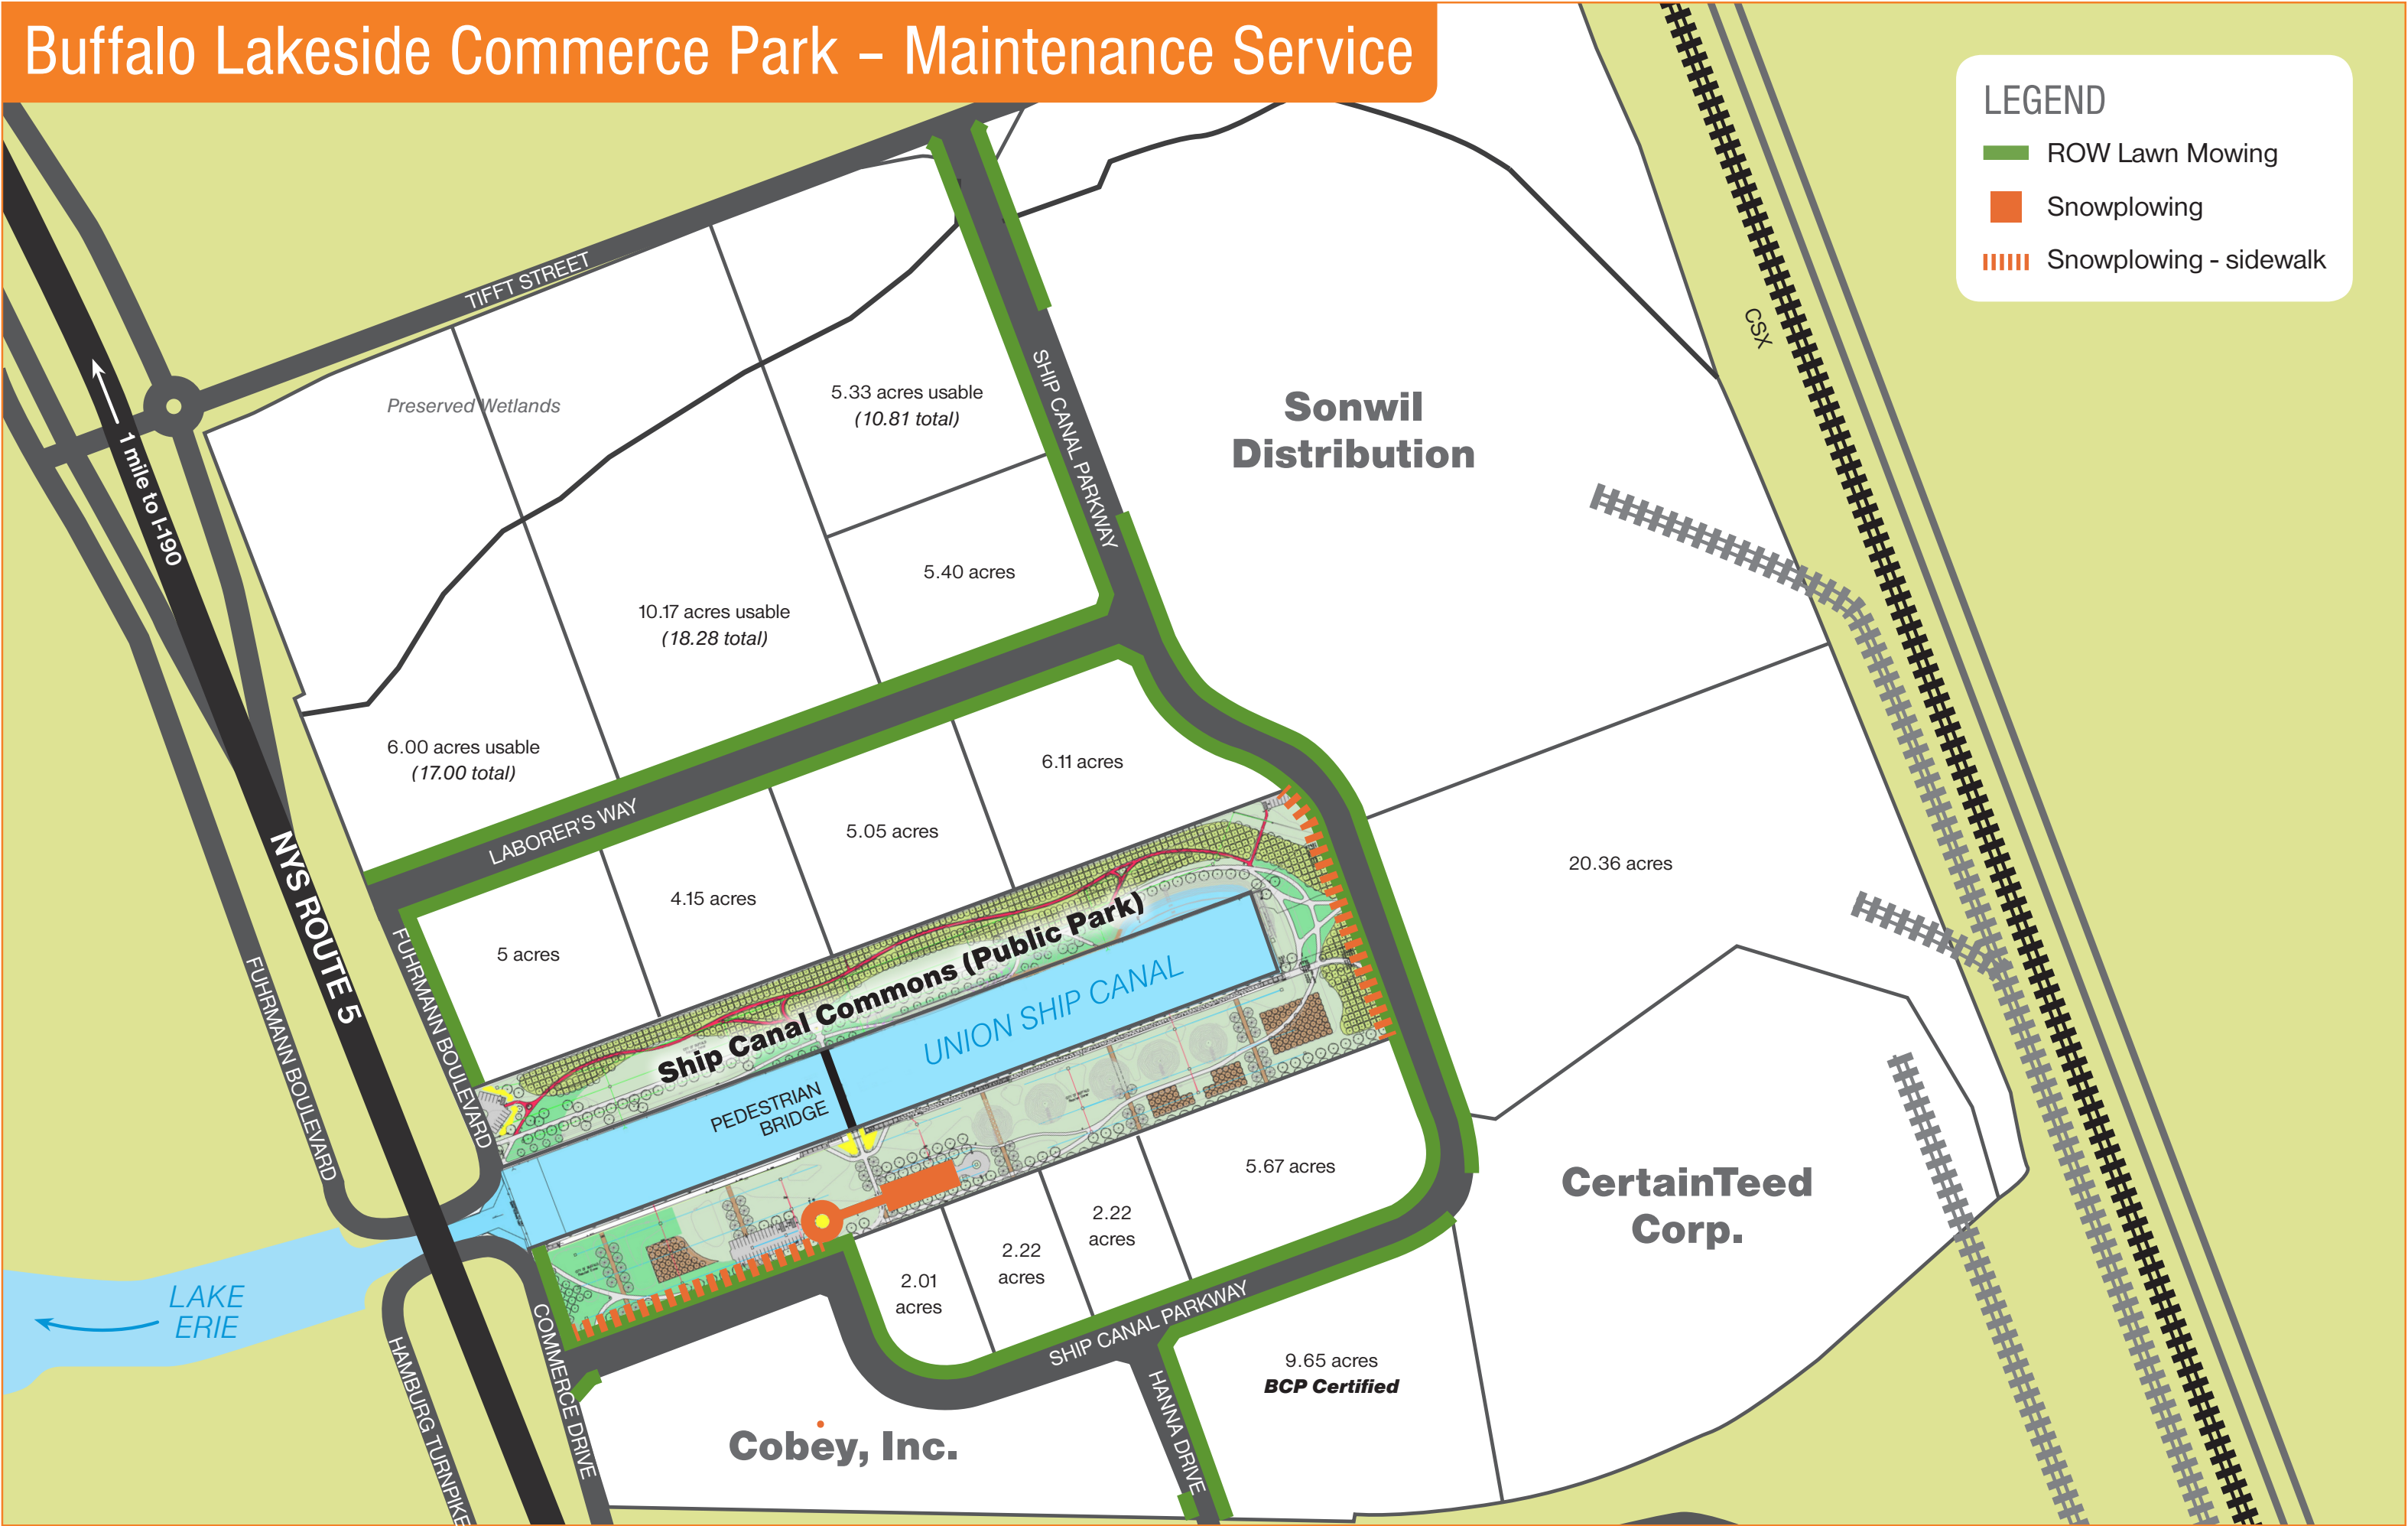 Buffalo Lakeside Commerce Park – Maintenance Service
LEGEND
ROW Lawn Mowing
Snowplowing
Snowplowing - sidewalk
TIFFT STREET
CSX
1 mile to I-190
Preserved Wetlands
5.33 acres usable
(10.81 total)
SHIP CANAL PARKWAY
Sonwil
Distribution
5.40 acres
10.17 acres usable
(18.28 total)
6.00 acres usable
(17.00 total)
LABORER'S WAY
6.11 acres
5.05 acres
4.15 acres
5 acres
20.36 acres
NYS ROUTE 5
FUHRMANN BOULEVARD
FUHRMANN BOULEVARD
Ship Canal Commons (Public Park)
UNION SHIP CANAL
PEDESTRIAN
BRIDGE
5.67 acres
2.22
acres
2.22
acres
2.01
acres
CertainTeed
Corp.
LAKE
ERIE
HAMBURG TURNPIKE
COMMERCE DRIVE
SHIP CANAL PARKWAY
HANNA DRIVE
9.65 acres
BCP Certified
Cobey, Inc.